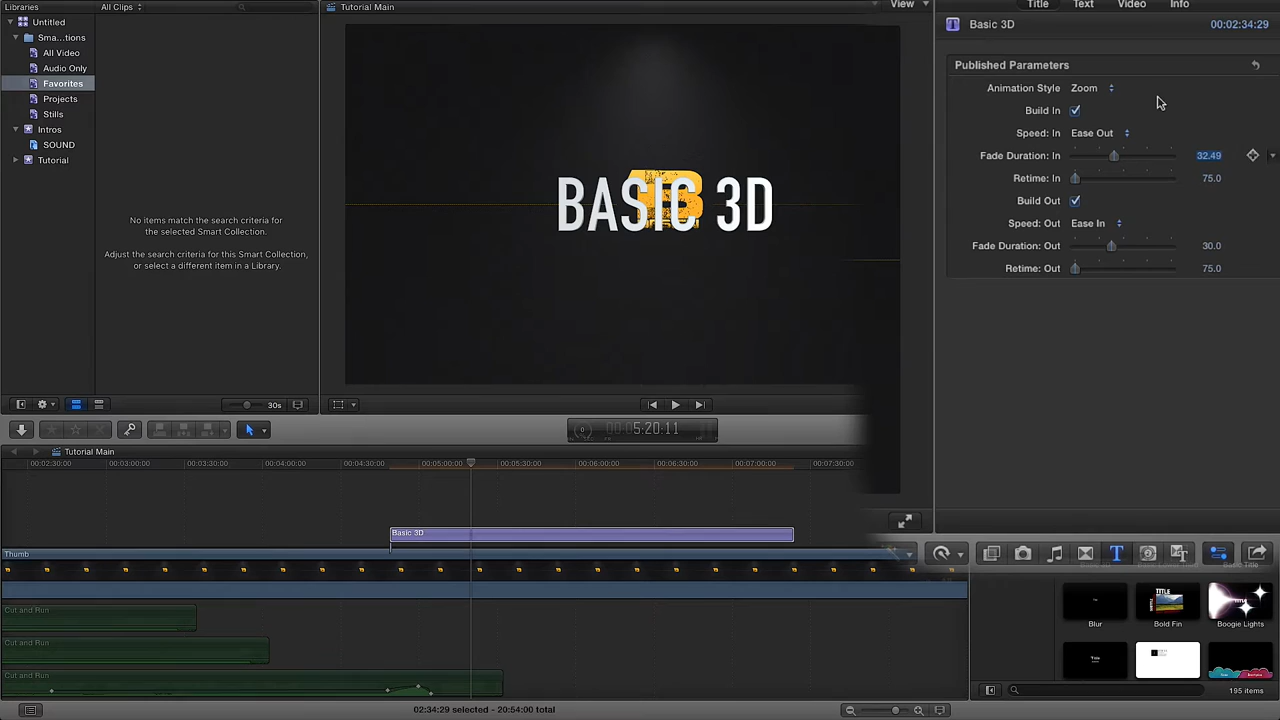 Libraries
All Clips
Tutorial Main
View
Title
Text
Video
Info
Untitled
Sma...tions
All Video
Audio Only
Favorites
Projects
Stills
Intros
SOUND
Tutorial
No items match the search criteria for
the selected Smart Collection.
Adjust the search criteria for this Smart Collection,
or select a different item in a Library.
30s
BASIC 3D
B
Basic 3D
00:02:34:29
Published Parameters
Animation Style Zoom
Build In
Speed: In Ease Out
Fade Duration: In 32.49
Retime: In 75.0
Build Out
Speed: Out Ease In
Fade Duration: Out 30.0
Retime: Out 75.0
5:20:11
Tutorial Main
00:02:30:00
00:03:00:00
00:03:30:00
00:04:00:00
00:04:30:00
00:05:00:00
00:05:30:00
00:06:00:00
00:06:30:00
00:07:00:00
00:07:30:00
Basic 3D
Thumb
Cut and Run
Cut and Run
Cut and Run
Basic Title
Blur
Bold Fin
Boogie Lights
195 items
02:34:29 selected - 20:54:00 total